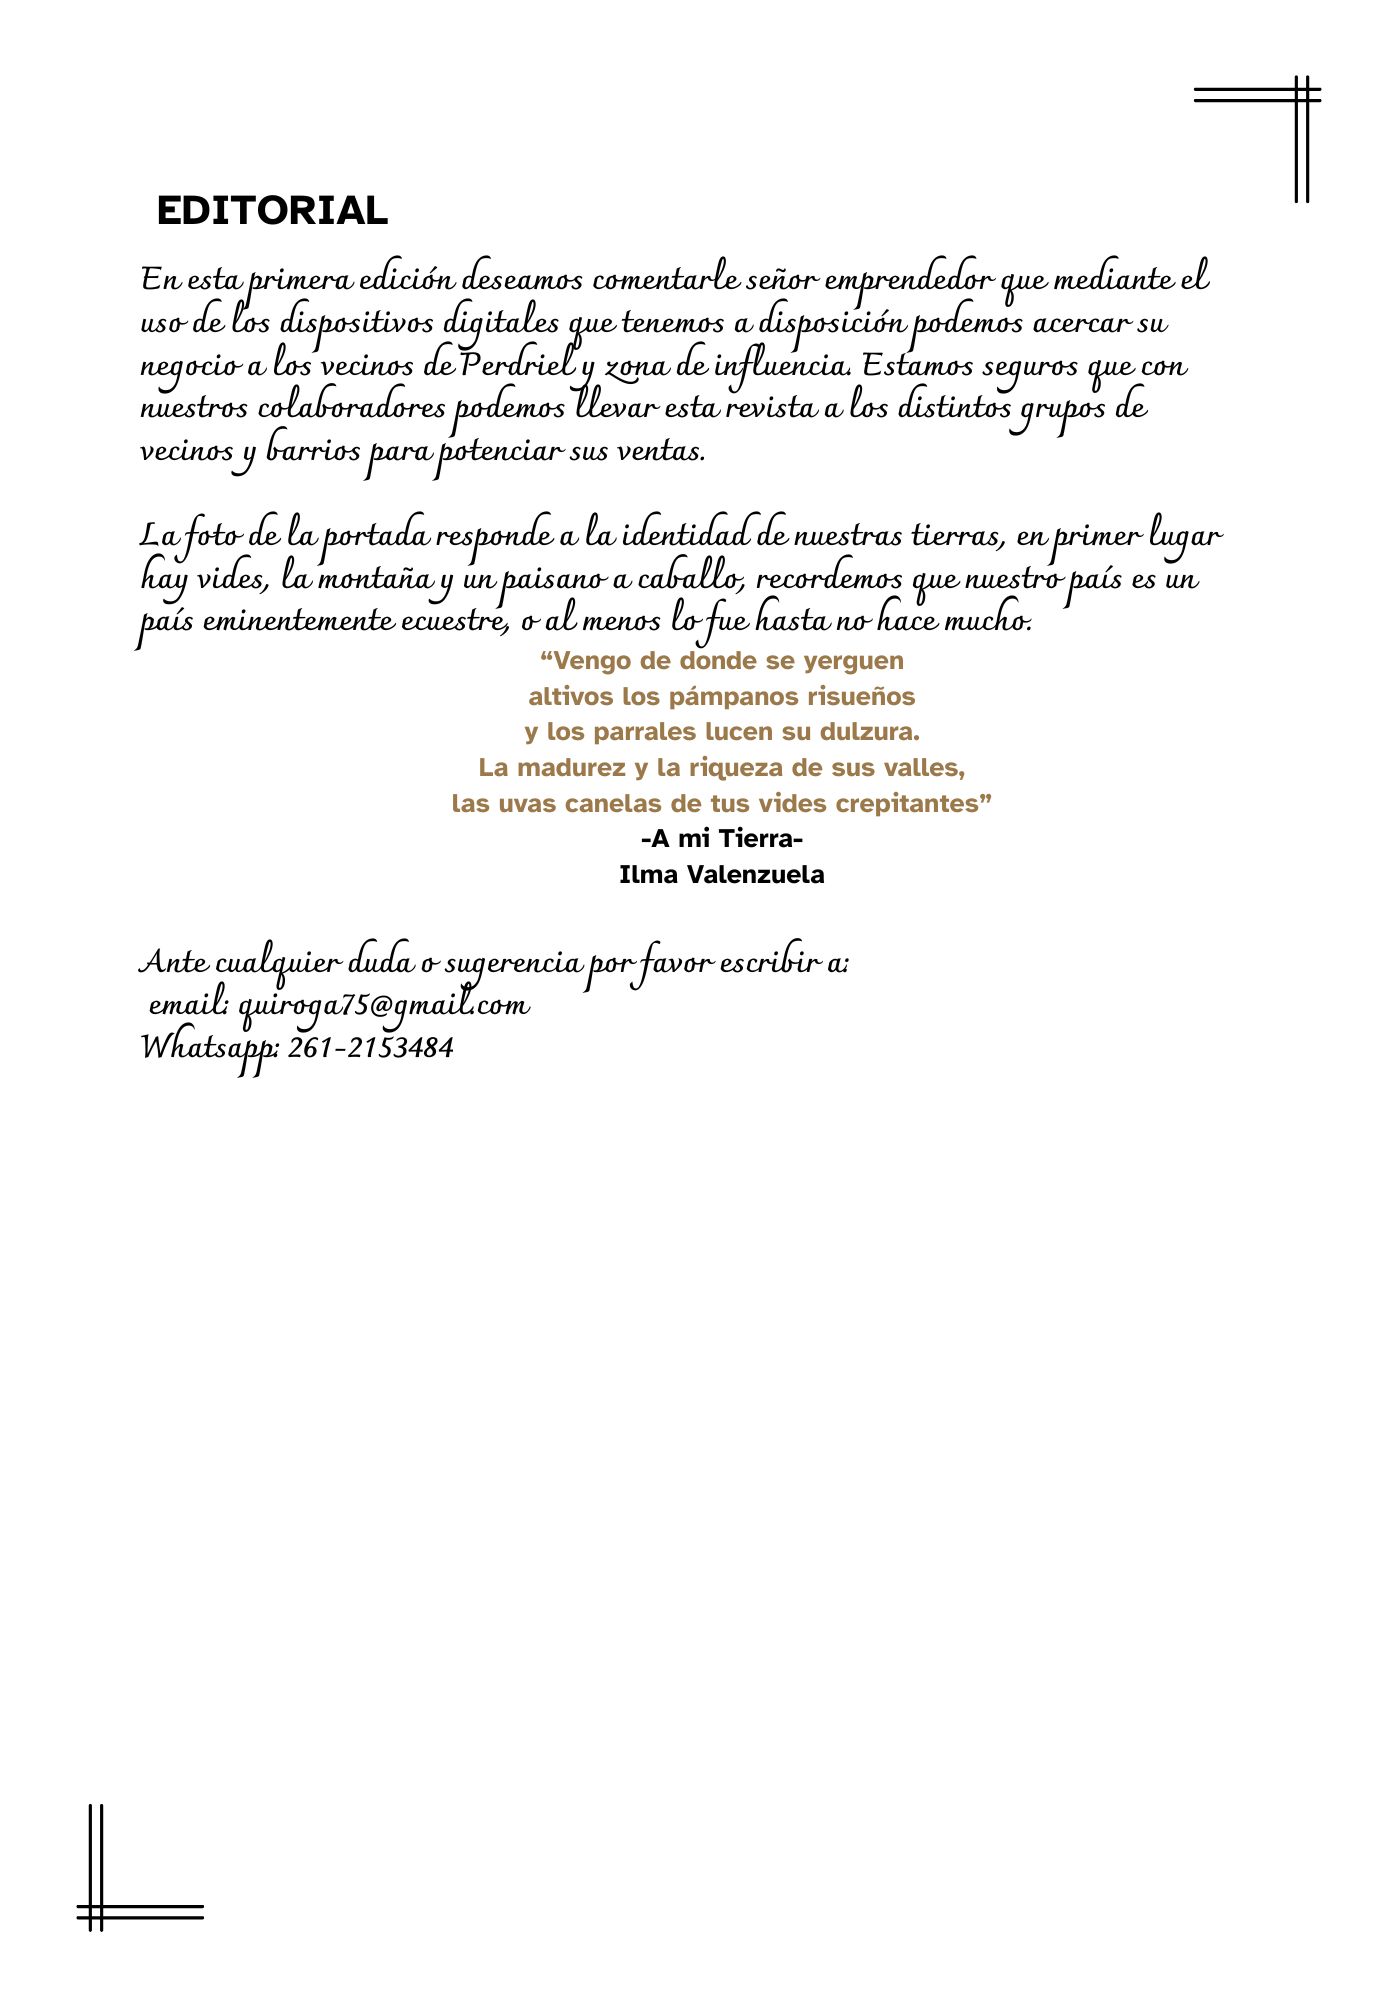 EDITORIAL
En esta primera edición deseamos comentarle señor emprendedor que mediante el
uso de los dispositivos digitales que tenemos a disposición podemos acercar su
negocio a los vecinos de Perdriel y zona de influencia. Estamos seguros que con
nuestros colaboradores podemos llevar esta revista a los distintos grupos de
vecinos y barrios para potenciar sus ventas.
La foto de la portada responde a la identidad de nuestras tierras, en primer lugar
hay vides, la montaña y un paisano a caballo, recordemos que nuestro país es un
país eminentemente ecuestre, o al menos lo fue hasta no hace mucho.
“Vengo de donde se yerguen
altivos los pámpanos risueños
y los parrales lucen su dulzura.
La madurez y la riqueza de sus valles,
las uvas canelas de tus vides crepitantes”
-A mi Tierra-
Ilma Valenzuela
Ante cualquier duda o sugerencia por favor escribir a:
email: quiroga75@gmail.com
Whatsapp: 261-2153484